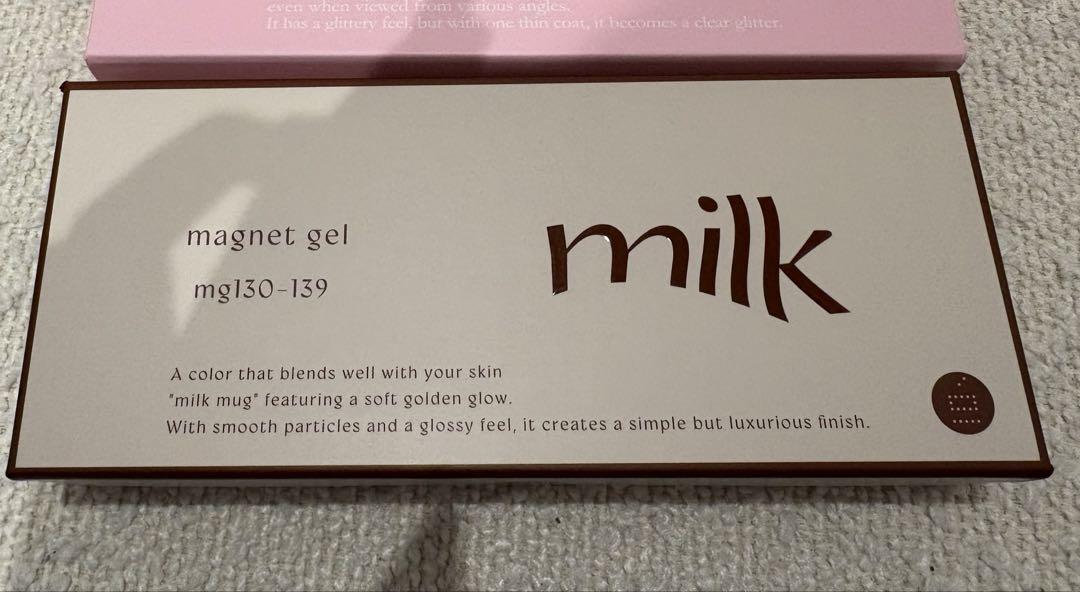 even when viewed from various angles.
It has a glittery feel, but with one thin coat, it becomes a clear glitter.
magnet gel
milk
mg130-139
A color that blends well with your skin
"milk mug" featuring a soft golden glow.
With smooth particles and a glossy feel, it creates a simple but luxurious finish.